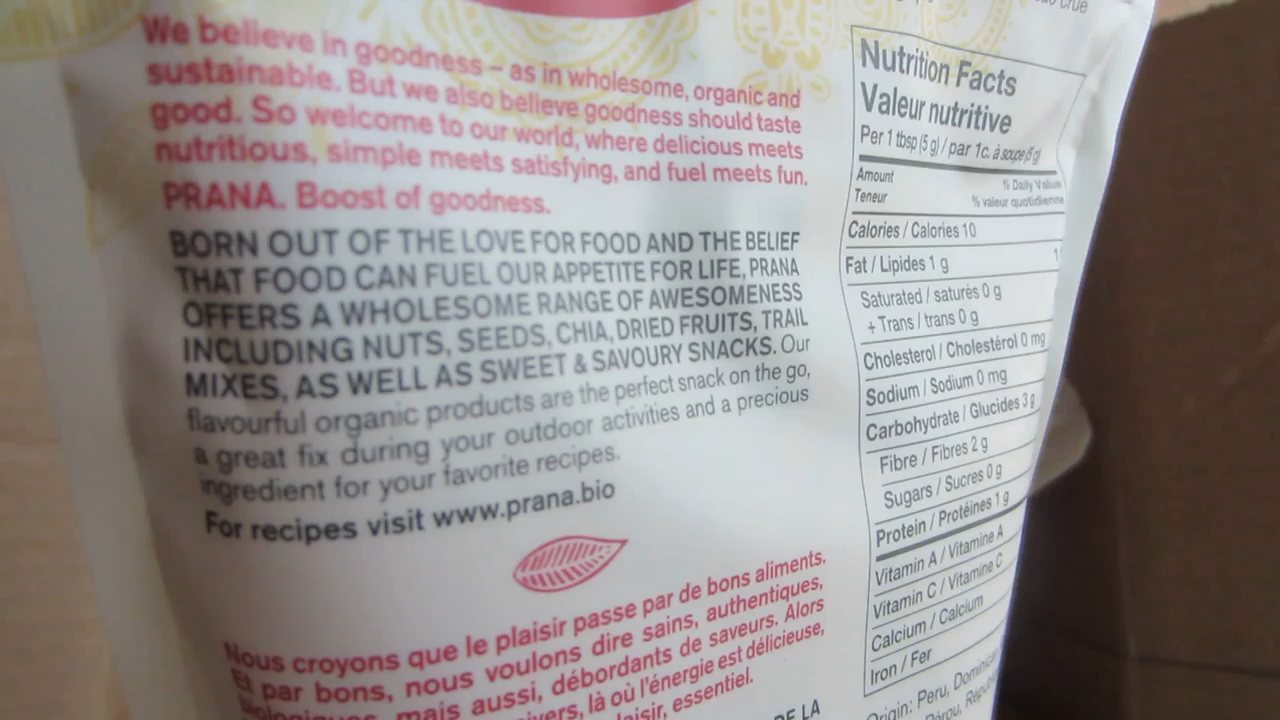 We believe in goodness – as in wholesome, organic and
sustainable. But we also believe goodness should taste
good. So welcome to our world, where delicious meets
nutritious, simple meets satisfying, and fuel meets fun.
PRANA. Boost of goodness.
BORN OUT OF THE LOVE FOR FOOD AND THE BELIEF
THAT FOOD CAN FUEL OUR APPETITE FOR LIFE, PRANA
OFFERS A WHOLESOME RANGE OF AWESOMENESS
INCLUDING NUTS, SEEDS, CHIA, DRIED FRUITS, TRAIL
MIXES, AS WELL AS SWEET & SAVOURY SNACKS. Our
flavourful organic products are the perfect snack on the go,
a great fix during your outdoor activities and a precious
ingredient for your favorite recipes.
For recipes visit www.prana.bio
Nous croyons que le plaisir passe par de bons aliments.
Et par bons, nous voulons dire sains, authentiques,
biologiques, mais aussi, débordants de saveurs. Alors
là où l'énergie est délicieuse,
essentiel.
DE LA
crue
Nutrition Facts
Valeur nutritive
Per 1 tbsp (5 g) / par 1c. à soupe (5 g)
Amount
Teneur
% Daily Value
% valeur quotidienne
Calories / Calories 10
Fat / Lipides 1 g 1
Saturated / saturés 0 g
+ Trans / trans 0 g
Cholesterol / Cholestérol 0 mg
Sodium / Sodium 0 mg
Carbohydrate / Glucides 3 g
Fibre / Fibres 2 g
Sugars / Sucres 0 g
Protein / Protéines 1 g
Vitamin A / Vitamine A
Vitamin C / Vitamine C
Calcium / Calcium
Iron / Fer
Origin: Peru,